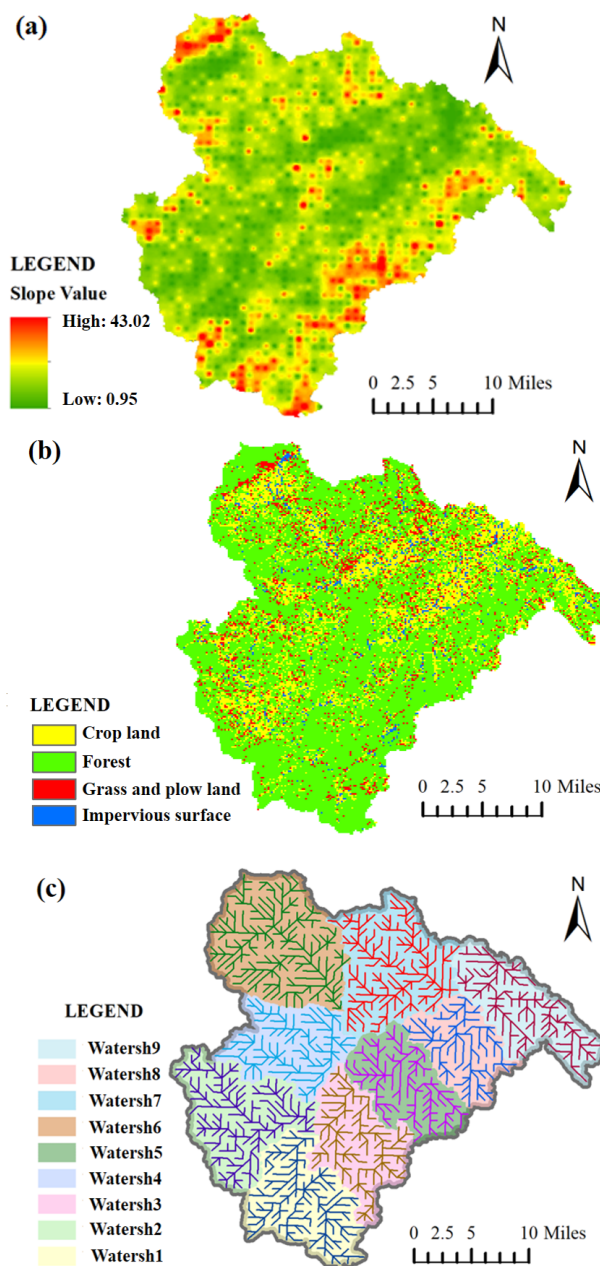 (a)
N
LEGEND
Slope Value
High: 43.02
Low: 0.95
0 2.5 5 10 Miles
(b)
N
LEGEND
Crop land
Forest
Grass and plow land
Impervious surface
0 2.5 5 10 Miles
(c)
N
LEGEND
Watersh9
Watersh8
Watersh7
Watersh6
Watersh5
Watersh4
Watersh3
Watersh2
Watersh1
0 2.5 5 10 Miles